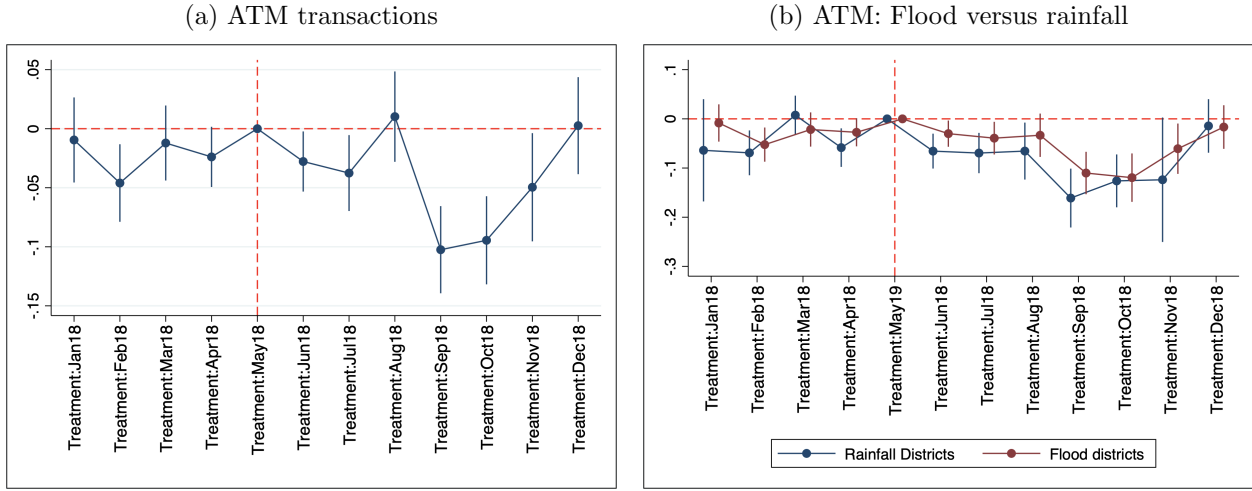 (a) ATM transactions
.05
0
-.05
-.1
-.15
Treatment:Jan18
Treatment:Feb18
Treatment:Mar18
Treatment:Apr18
Treatment:May18
Treatment:Jun18
Treatment:Jul18
Treatment:Aug18
Treatment:Sep18
Treatment:Oct18
Treatment:Nov18
Treatment:Dec18
(b) ATM: Flood versus rainfall
.1
0
-.1
-.2
-.3
Treatment:Jan18
Treatment:Feb18
Treatment:Mar18
Treatment:Apr18
Treatment:May19
Treatment:Jun18
Treatment:Jul18
Treatment:Aug18
Treatment:Sep18
Treatment:Oct18
Treatment:Nov18
Treatment:Dec18
Rainfall Districts
Flood districts